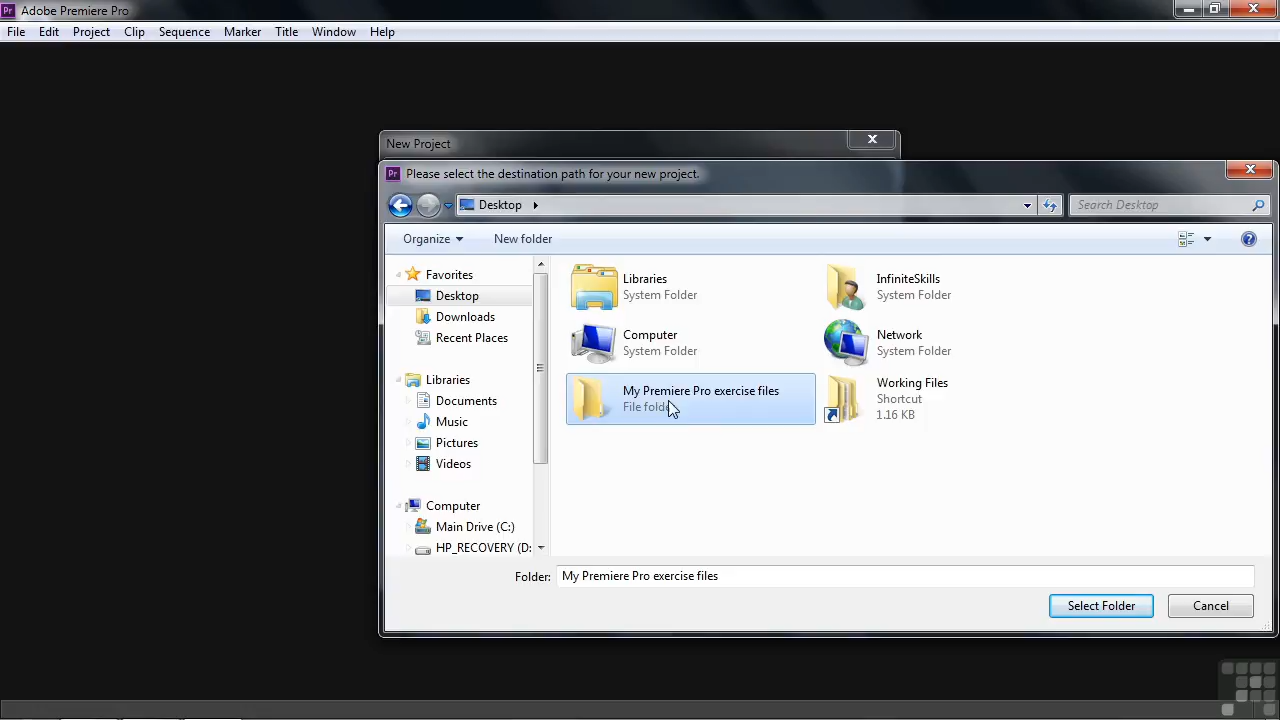 Pr Adobe Premiere Pro
File Edit Project Clip Sequence Marker Title Window Help
New Project
Pr Please select the destination path for your new project.
Desktop
Search Desktop
Organize New folder
Favorites
Desktop
Downloads
Recent Places
Libraries
Documents
Music
Pictures
Videos
Computer
Main Drive (C:)
HP_RECOVERY (D:
Libraries
System Folder
InfiniteSkills
System Folder
Computer
System Folder
Network
System Folder
My Premiere Pro exercise files
File folder
Working Files
Shortcut
1.16 KB
Folder: My Premiere Pro exercise files
Select Folder Cancel